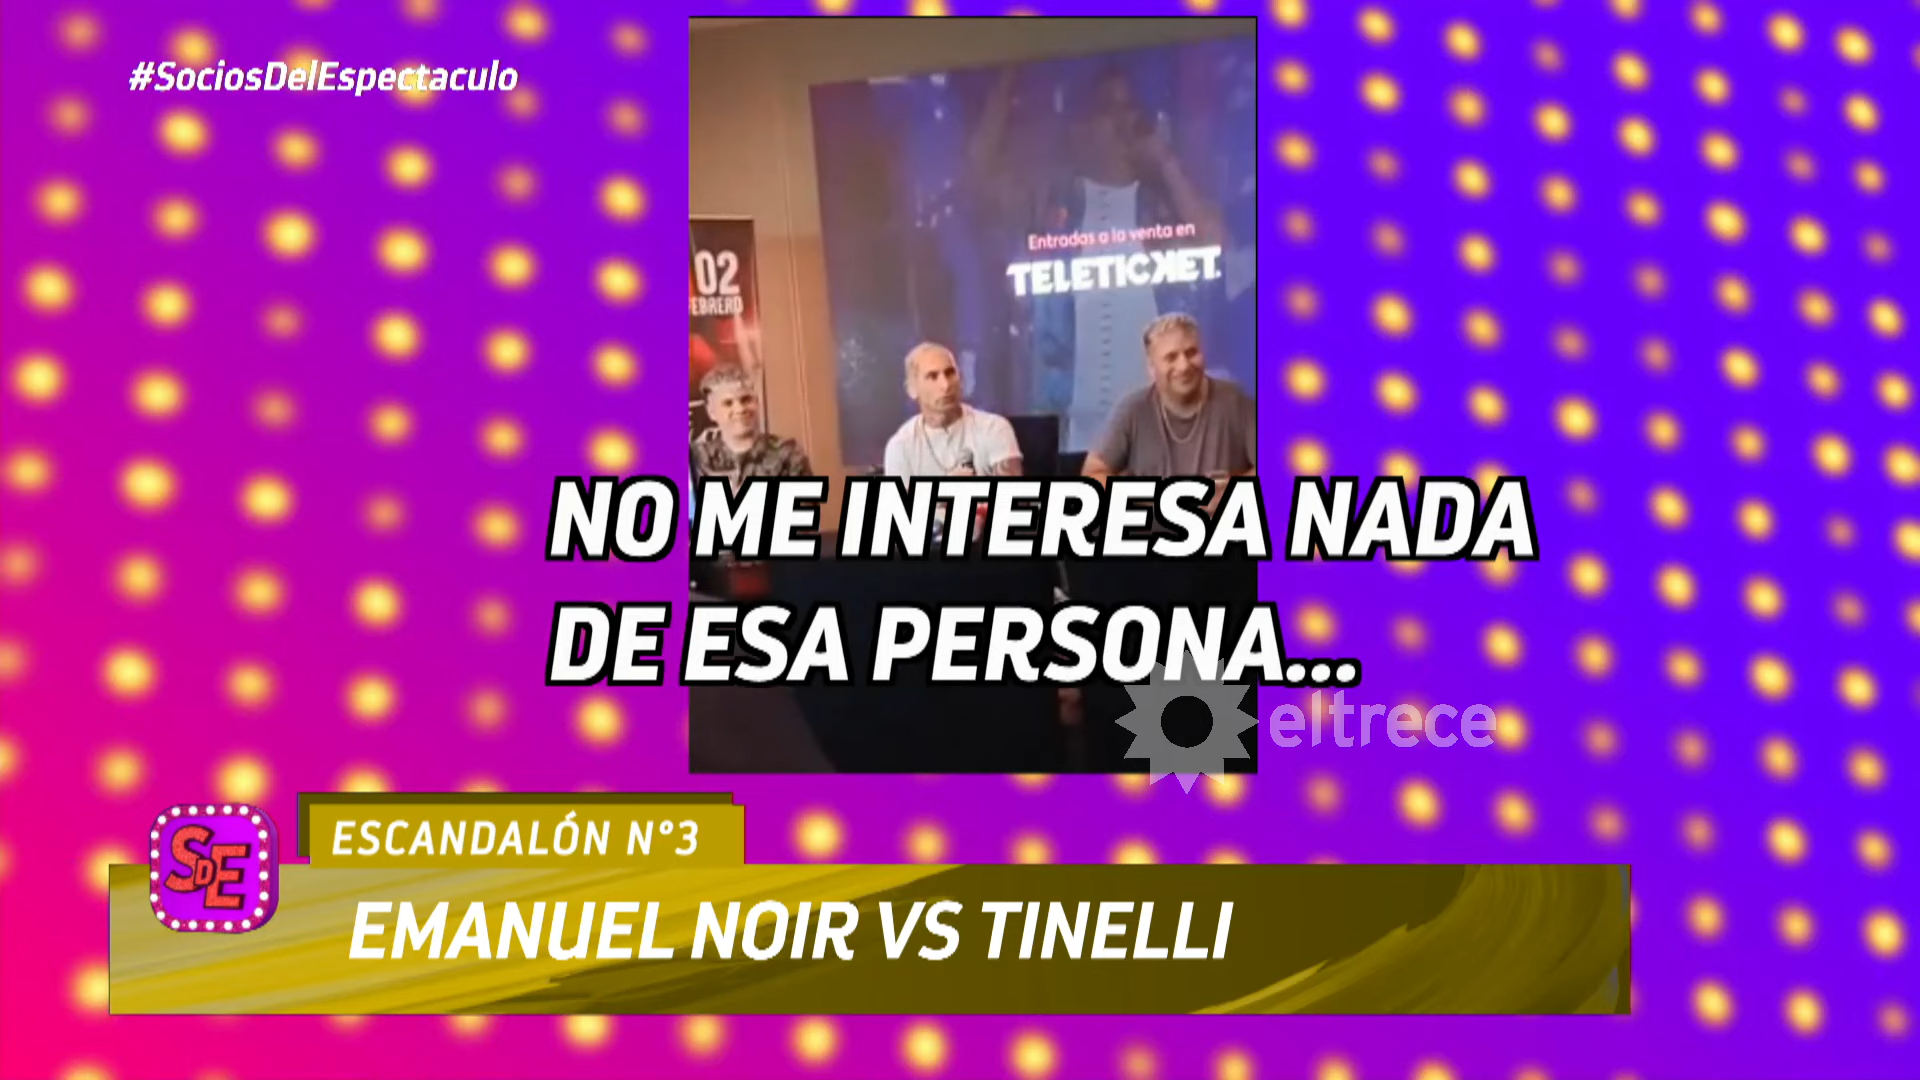 #SociosDelEspectaculo
Entradas a la venta en
TELETICKET.
02
FEBRERO
NO ME INTERESA NADA
DE ESA PERSONA...
eltrece
ESCANDALÓN N°3
SDE
EMANUEL NOIR VS TINELLI